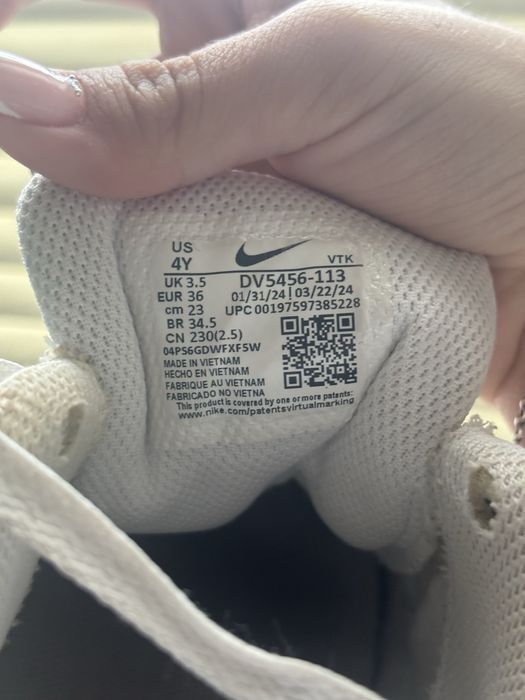 US
4Y
VTK
UK 3.5
DV5456-113
EUR 36
01/31/24 | 03/22/24
cm 23
UPC 00197597385228
BR 34.5
CN 230(2.5)
04PS6GDWFXF5W
MADE IN VIETNAM
HECHO EN VIETNAM
FABRIQUE AU VIETNAM
FABRICADO NO VIETNA
This product is covered by one or more patents:
www.nike.com/patentsvirtualmarking